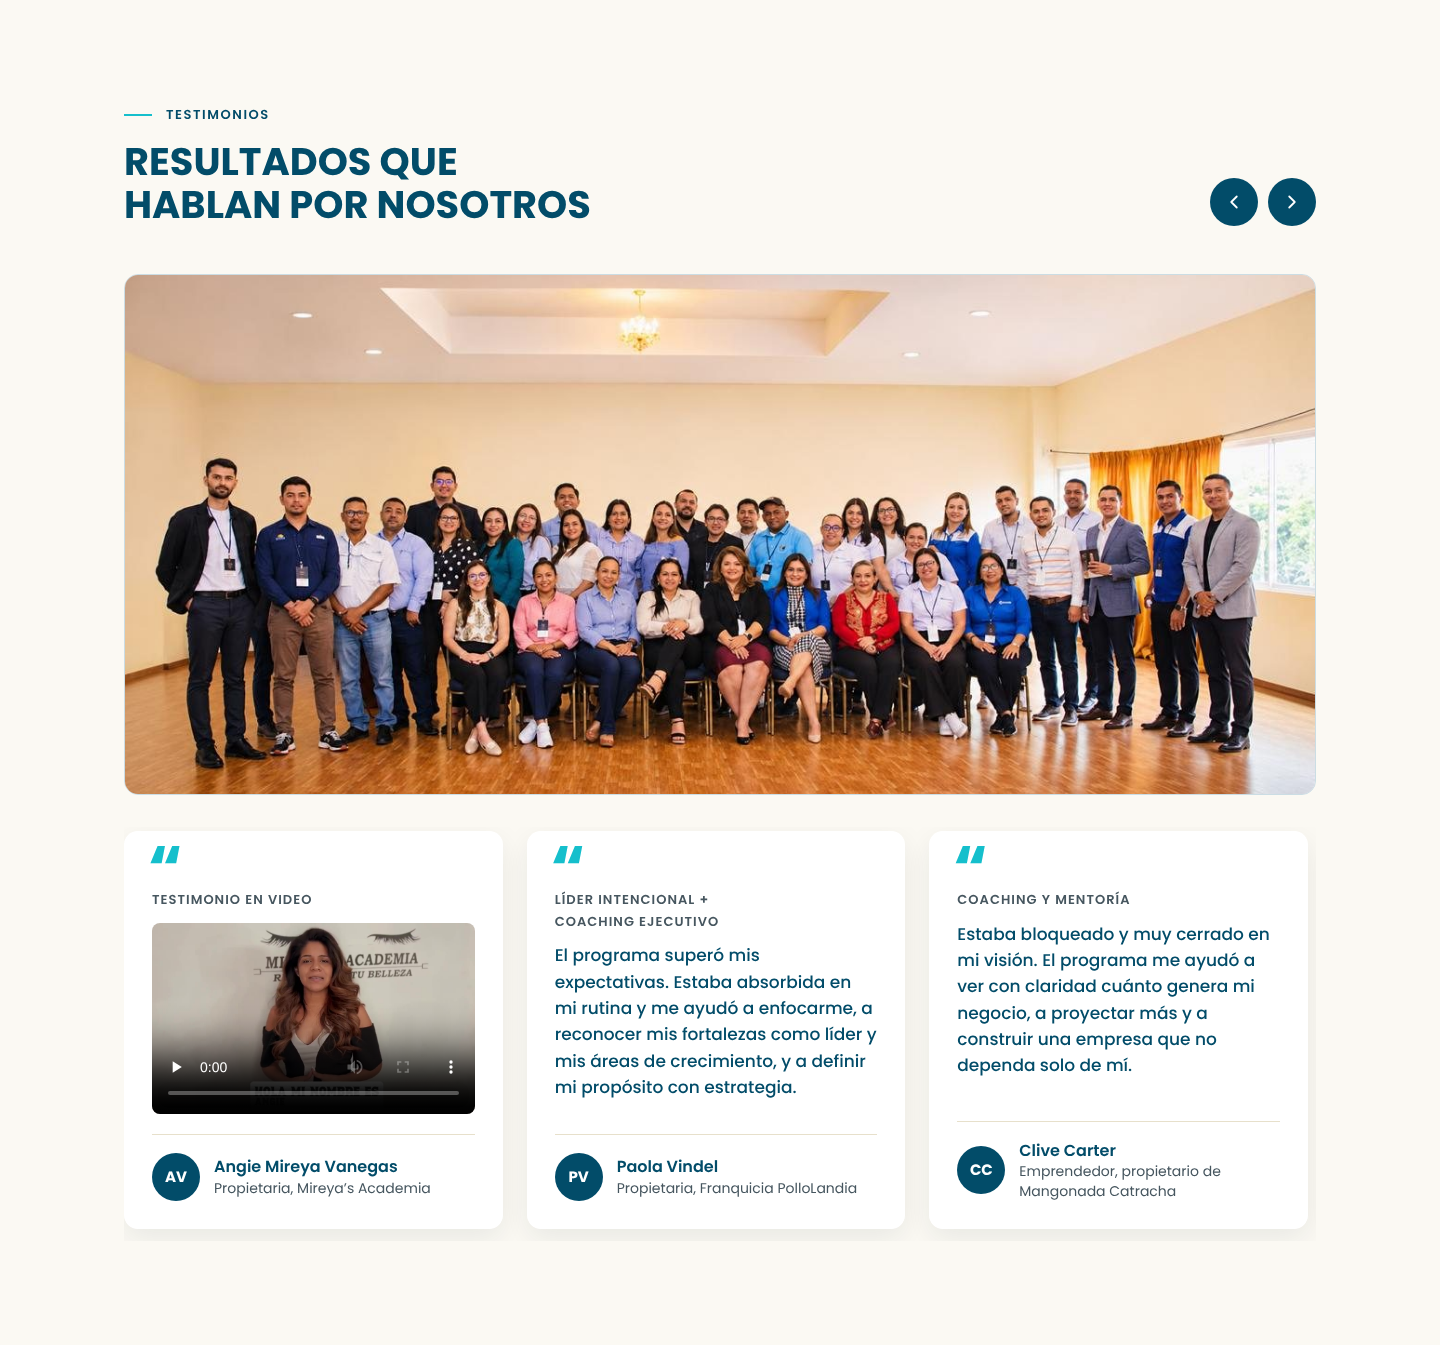 TESTIMONIOS
RESULTADOS QUE
HABLAN POR NOSOTROS
TESTIMONIO EN VIDEO
ACADEMIA
TU BELLEZA
HOLA MI NOMBRE ES
0:00
Angie Mireya Vanegas
AV
Propietaria, Mireya's Academia
LÍDER INTENCIONAL +
COACHING EJECUTIVO
El programa superó mis
expectativas. Estaba absorbida en
mi rutina y me ayudó a enfocarme, a
reconocer mis fortalezas como líder y
mis áreas de crecimiento, y a definir
mi propósito con estrategia.
PV
Paola Vindel
Propietaria, Franquicia PolloLandia
COACHING Y MENTORÍA
Estaba bloqueado y muy cerrado en
mi visión. El programa me ayudó a
ver con claridad cuánto genera mi
negocio, a proyectar más y a
construir una empresa que no
dependa solo de mí.
CC
Clive Carter
Emprendedor, propietario de
Mangonada Catracha